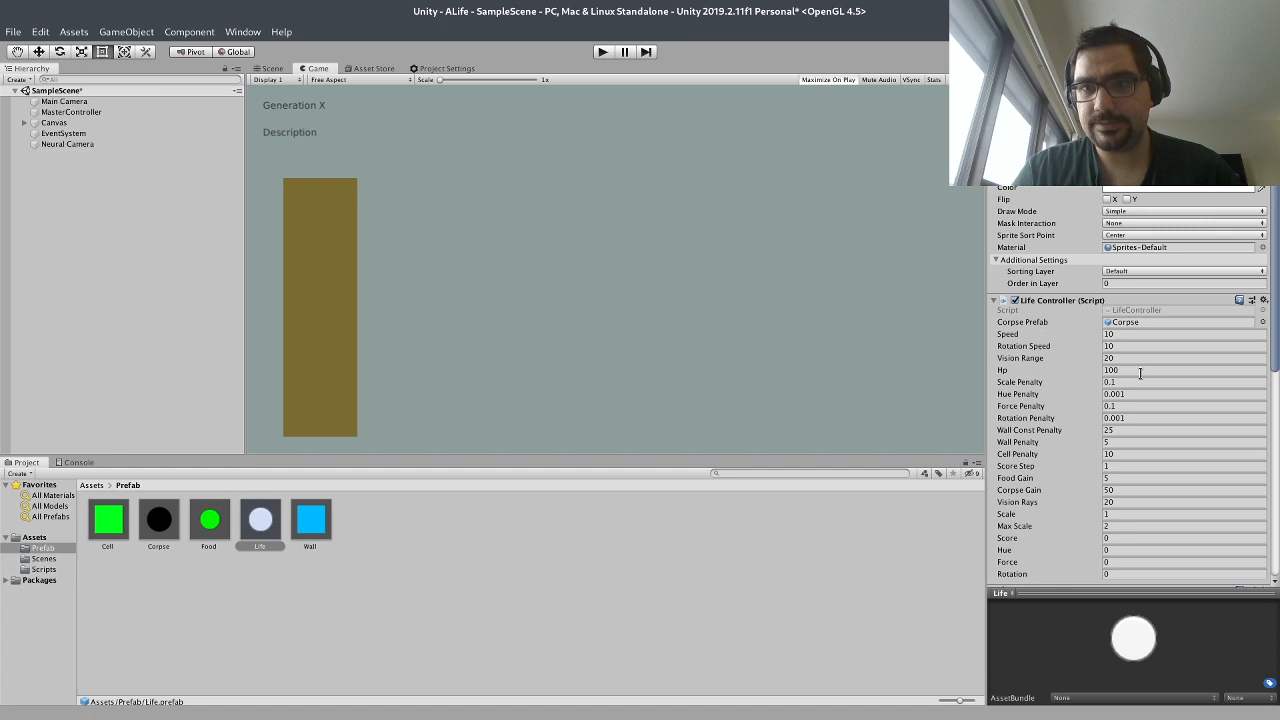 Unity - ALife - SampleScene - PC, Mac & Linux Standalone - Unity 2019.2.11f1 Personal* <OpenGL 4.5>
File Edit Assets GameObject Component Window Help
Pivot Global
Hierarchy Scene Game Asset Store Project Settings
Create All Display 1 Free Aspect Scale 1x Maximize On Play Mute Audio VSync Stats
SampleScene*
Main Camera
MasterController
Canvas
EventSystem
Neural Camera
Generation X
Description
Color
Flip X Y
Draw Mode Simple
Mask Interaction None
Sprite Sort Point Center
Material Sprites-Default
Additional Settings
Sorting Layer Default
Order in Layer 0
Life Controller (Script)
Script LifeController
Corpse Prefab Corpse
Speed 10
Rotation Speed 10
Vision Range 20
Hp 100
Scale Penalty 0.1
Hue Penalty 0.001
Force Penalty 0.1
Rotation Penalty 0.001
Wall Const Penalty 25
Wall Penalty 5
Cell Penalty 10
Score Step 1
Food Gain 5
Corpse Gain 50
Vision Rays 20
Scale 1
Max Scale 2
Score 0
Hue 0
Force 0
Rotation 0
Project Console
Create 9
Favorites
All Materials
All Models
All Prefabs
Assets
Prefab
Scenes
Scripts
Packages
Assets Prefab
Cell Corpse Food Life Wall
Assets/Prefab/Life.prefab
Life
AssetBundle None None